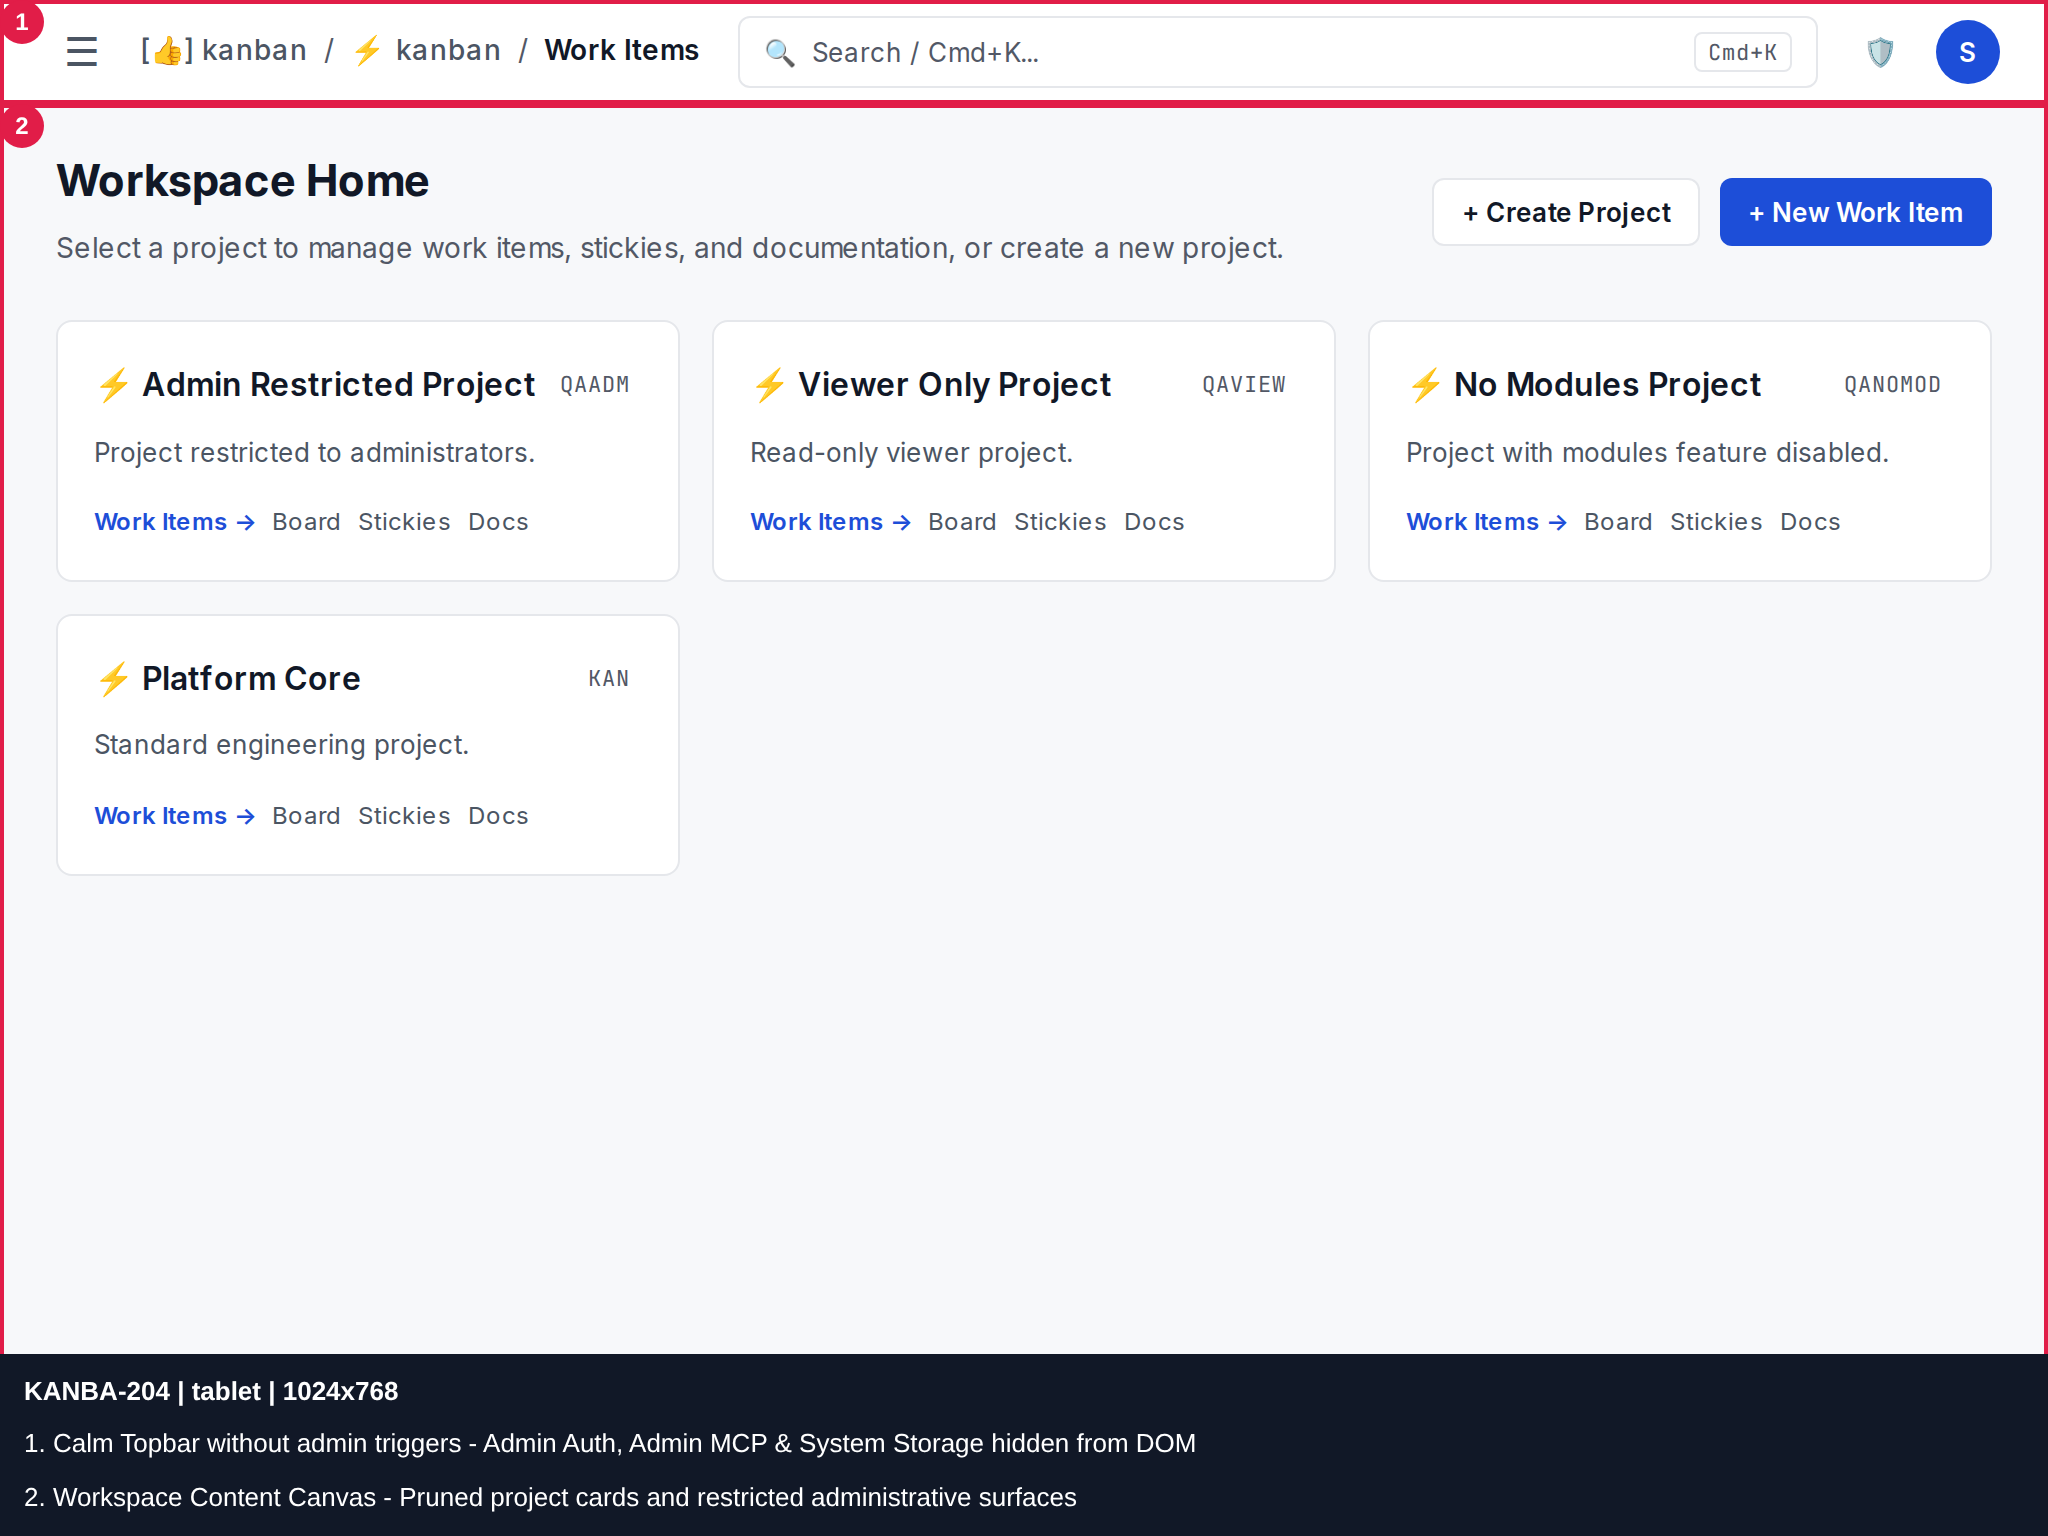 1
☰ [👍] kanban / ⚡ kanban / Work Items 🔍 Search / Cmd+K... Cmd+K 🛡️ S
2
Workspace Home
Select a project to manage work items, stickies, and documentation, or create a new project.
+ Create Project + New Work Item
⚡ Admin Restricted Project QAADM
Project restricted to administrators.
Work Items → Board Stickies Docs
⚡ Viewer Only Project QAVIEW
Read-only viewer project.
Work Items → Board Stickies Docs
⚡ No Modules Project QANOMOD
Project with modules feature disabled.
Work Items → Board Stickies Docs
⚡ Platform Core KAN
Standard engineering project.
Work Items → Board Stickies Docs
KANBA-204 | tablet | 1024x768
1. Calm Topbar without admin triggers - Admin Auth, Admin MCP & System Storage hidden from DOM
2. Workspace Content Canvas - Pruned project cards and restricted administrative surfaces